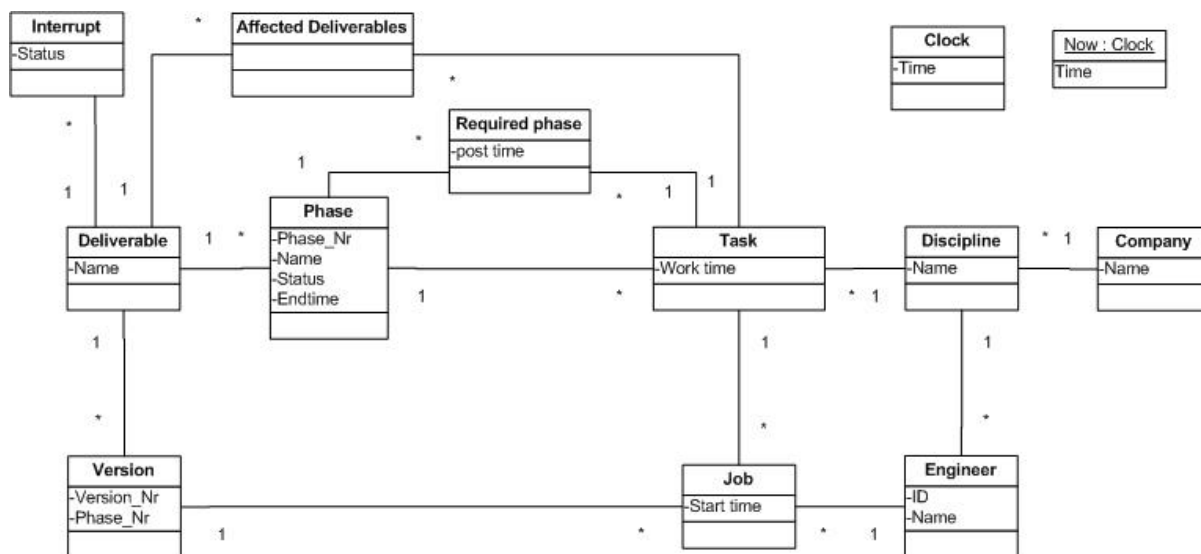 Interrupt
-Status
*
Affected Deliverables
Clock
-Time
Now : Clock
Time
*
*
Required phase
-post time
*
1
1
1
*
1
1
Phase
-Phase_Nr
-Name
-Status
-Endtime
Deliverable
-Name
1
*
Task
-Work time
Discipline
-Name
*
1
Company
-Name
1
*
*
1
1
1
1
*
*
*
Version
-Version_Nr
-Phase_Nr
Job
-Start time
Engineer
-ID
-Name
1
*
*
1